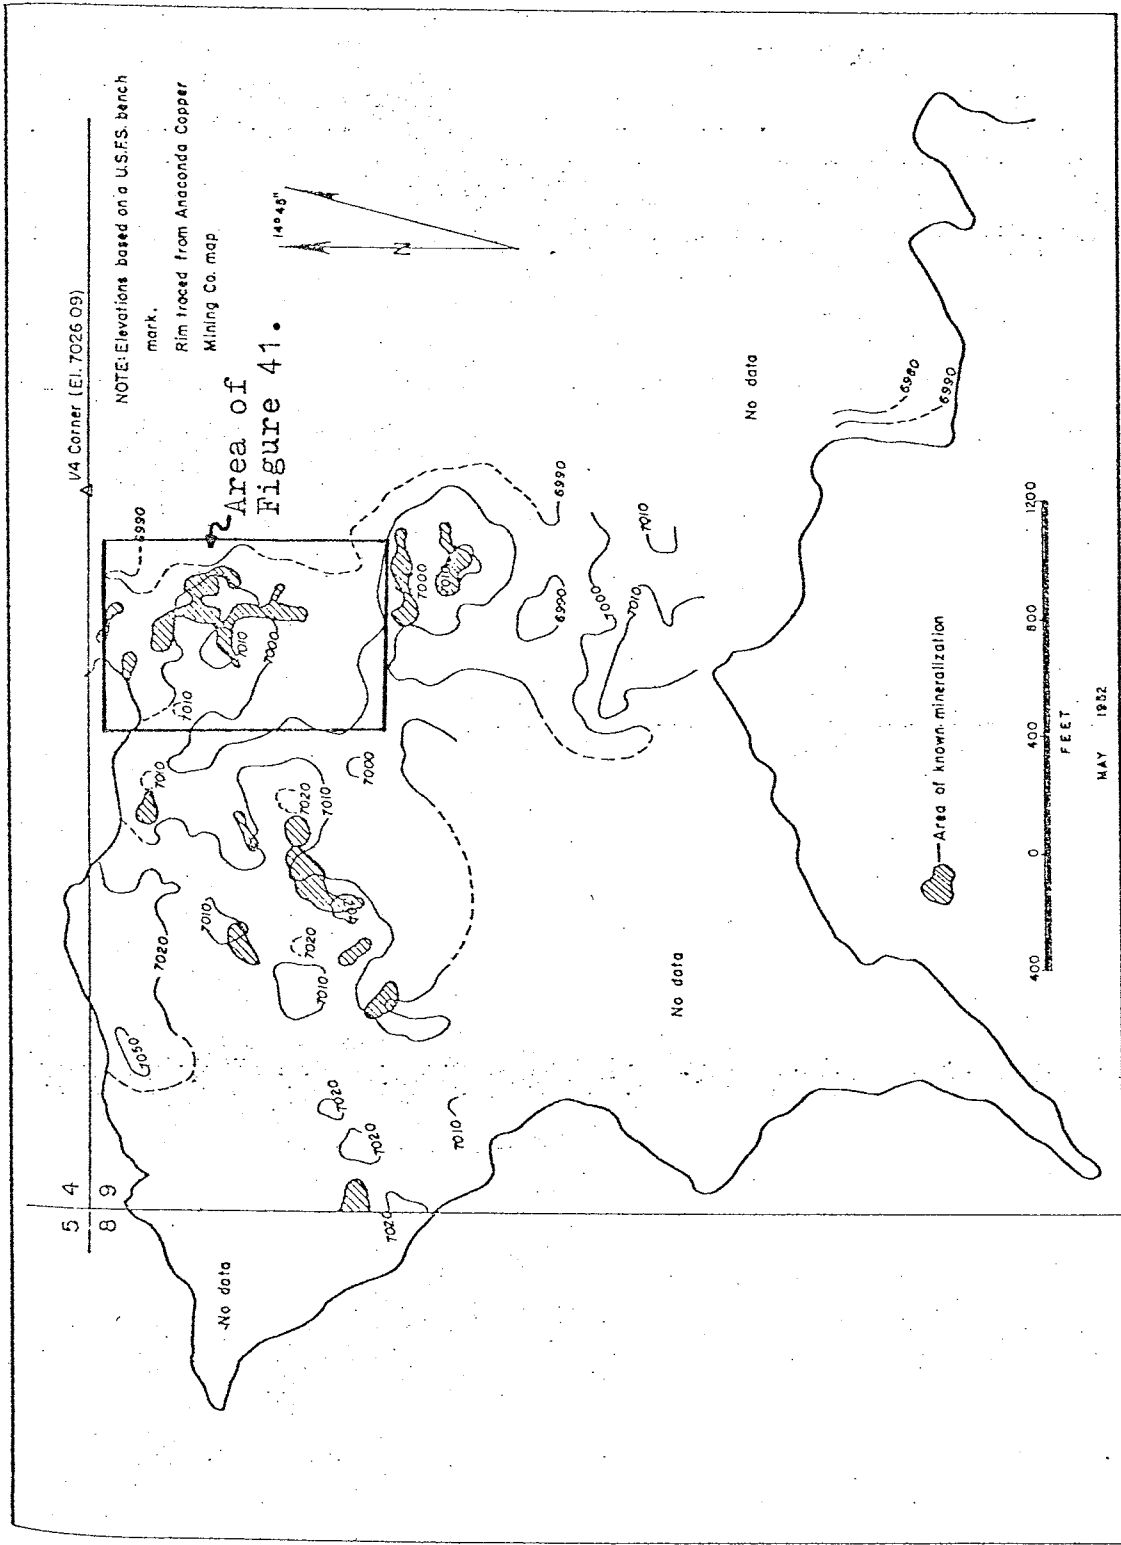 1/4 Corner (El. 7026.09)
NOTE: Elevations based on a U.S.F.S. bench
mark.
Rim traced from Anaconda Copper
Mining Co. map
Area of
Figure 41.
14°45"
N
5 4
8 9
6990
7010
7010
7000
7010
7020
7050
7010
7020
7010
7000
7020
7010
7000
7010
6990
6990
7000
7010
7010
7020
7020
7010
7020
No data
No data
No data
6980
6990
Area of known mineralization
400 0 400 800 1200
FEET
MAY 1952